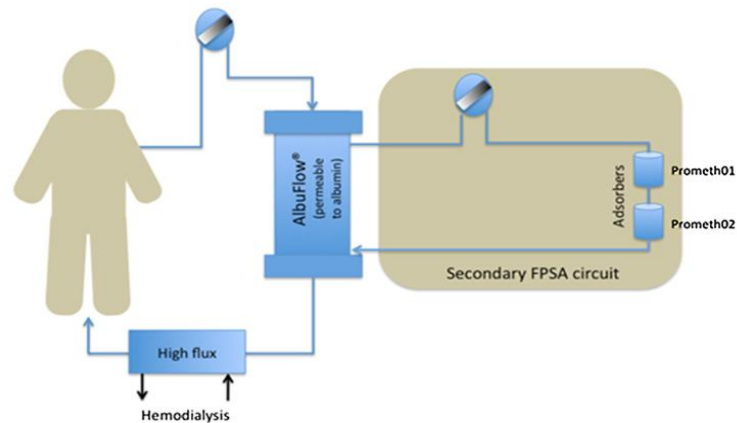 AlbuFlow®
(permeable
to albumin)
Adsorbers
Prometh01
Prometh02
Secondary FPSA circuit
High flux
Hemodialysis